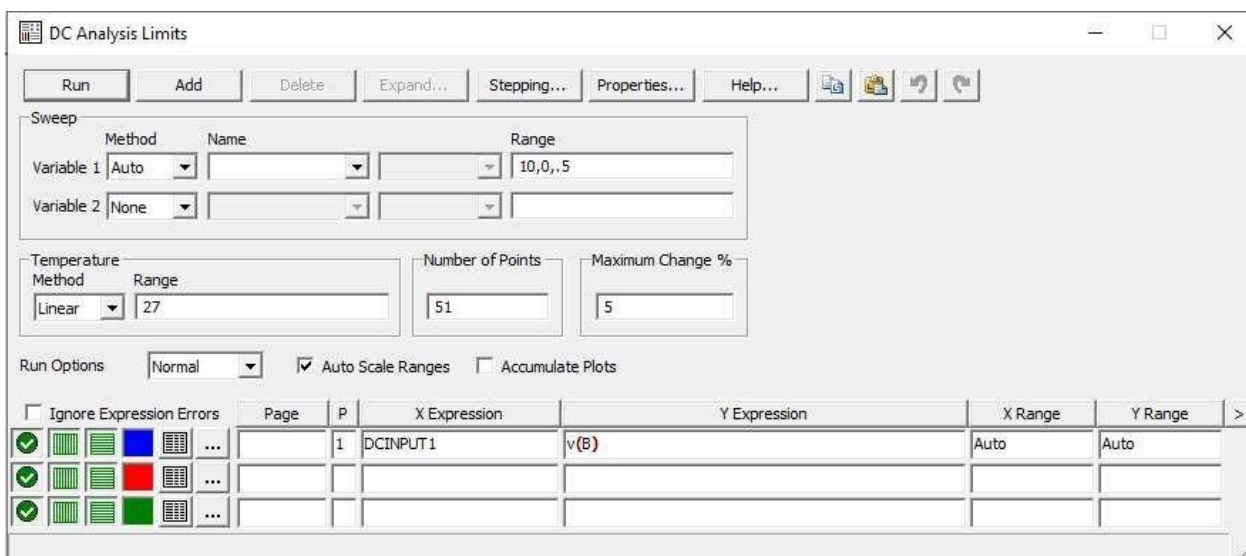 DC Analysis Limits
Run Add Delete Expand... Stepping... Properties... Help...
Sweep
Method Name Range
Variable 1 Auto 10,0,.5
Variable 2 None
Temperature Number of Points Maximum Change %
Method Range
Linear 27 51 5
Run Options Normal Auto Scale Ranges Accumulate Plots
Ignore Expression Errors Page P X Expression Y Expression X Range Y Range >
... 1 DCINPUT1 v(B) Auto Auto
...
...